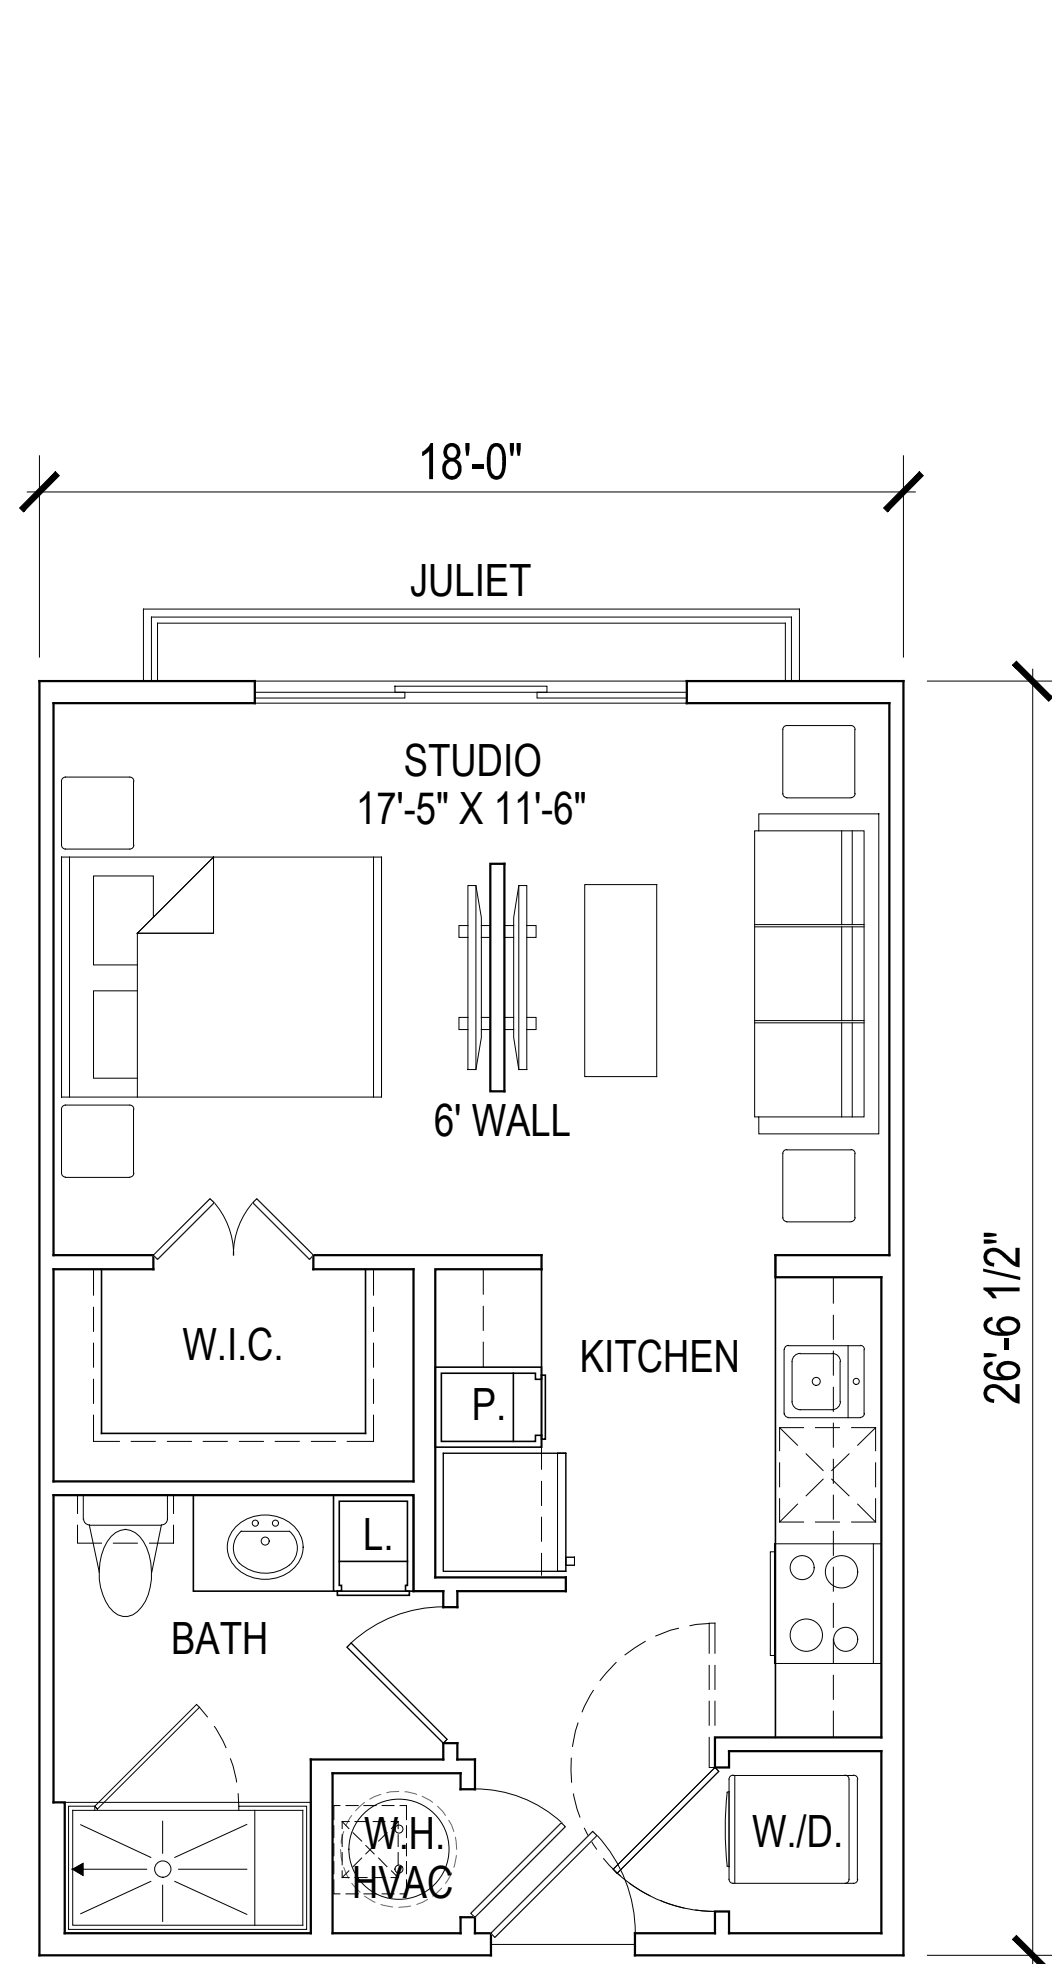 18'-0"
JULIET
STUDIO
17'-5" X 11'-6"
6' WALL
26'-6 1/2"
W.I.C.
KITCHEN
P.
L.
BATH
W.H.
HVAC
W./D.